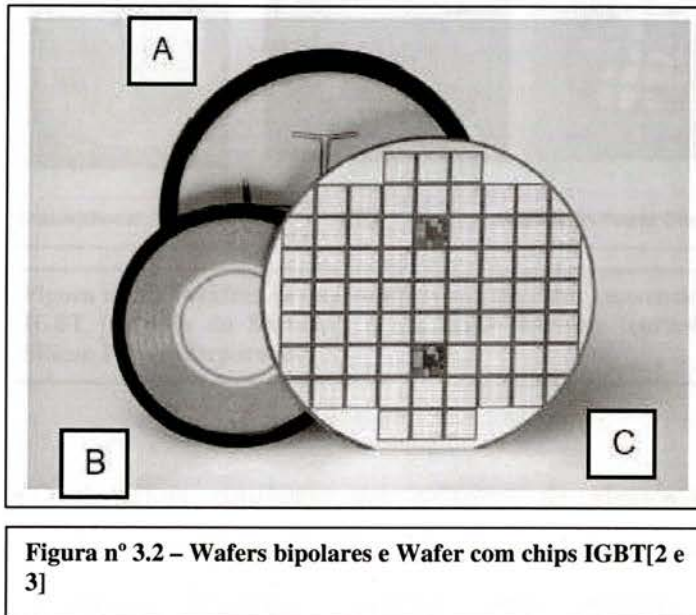 A
B
C
Figura nº 3.2 – Wafers bipolares e Wafer com chips IGBT[2 e
3]